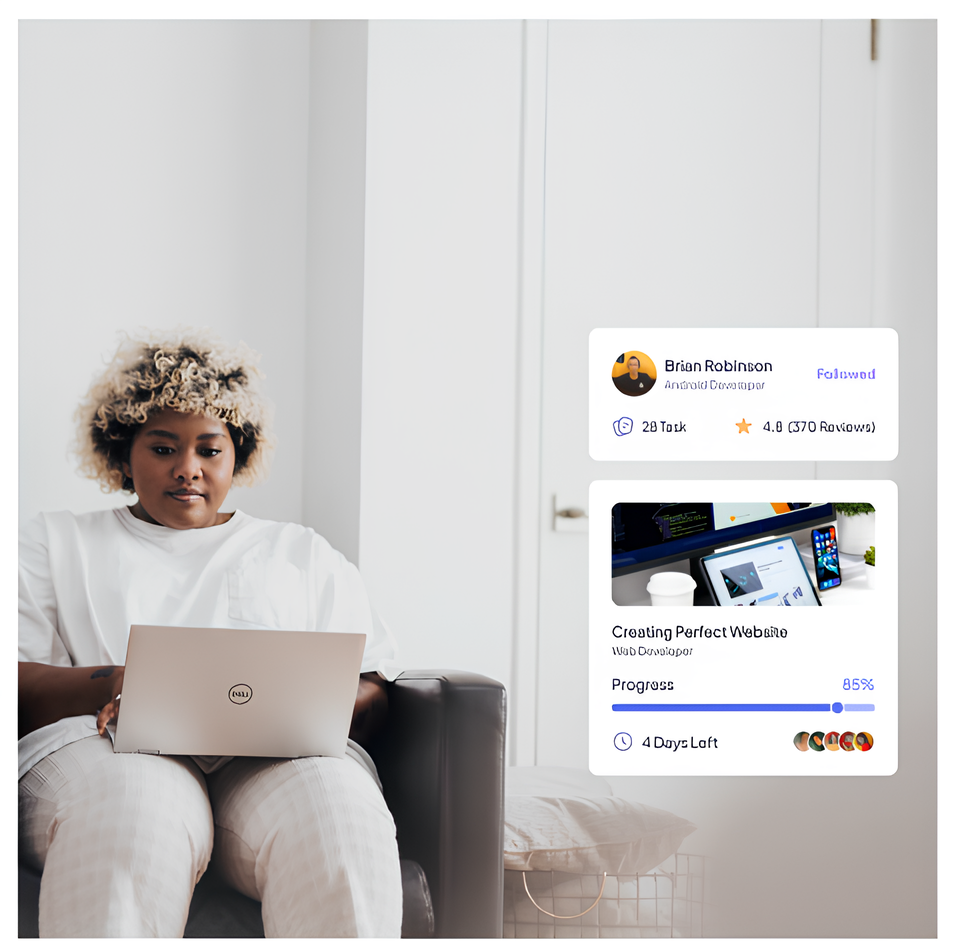 Brian Robinson
Android Developer
Followed
28 Task
4.8 (370 Reviews)
Creating Perfect Website
Web Developer
Progress
85%
4 Days Left
DELL